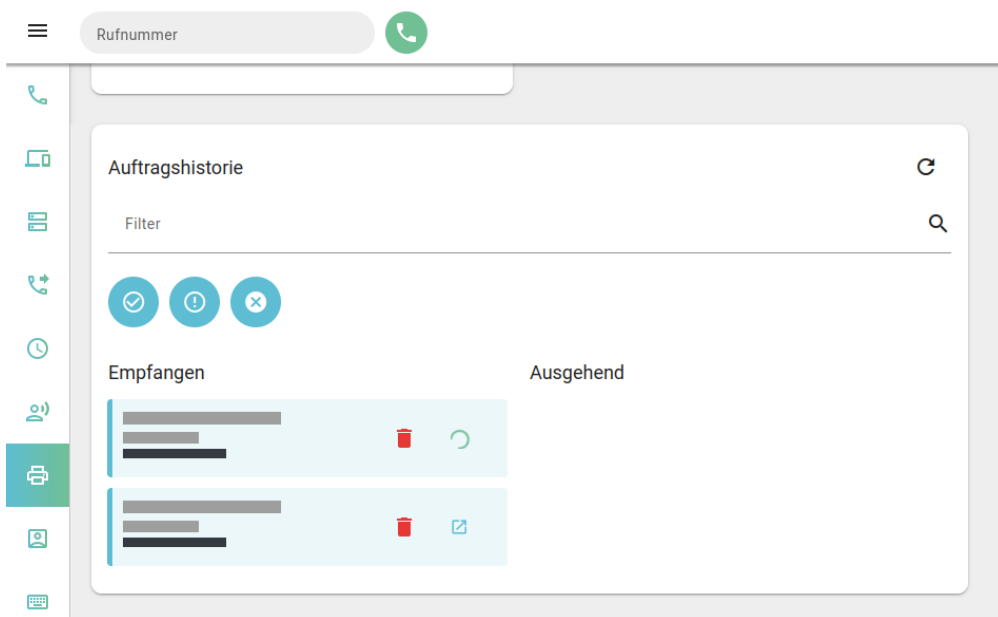 Rufnummer
Auftragshistorie
Filter
Empfangen
Ausgehend